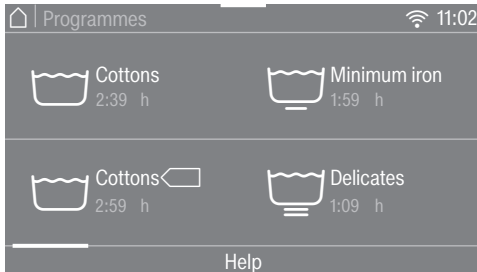 Programmes
11:02
Cottons
2:39 h
Minimum iron
1:59 h
Cottons
2:59 h
Delicates
1:09 h
Help